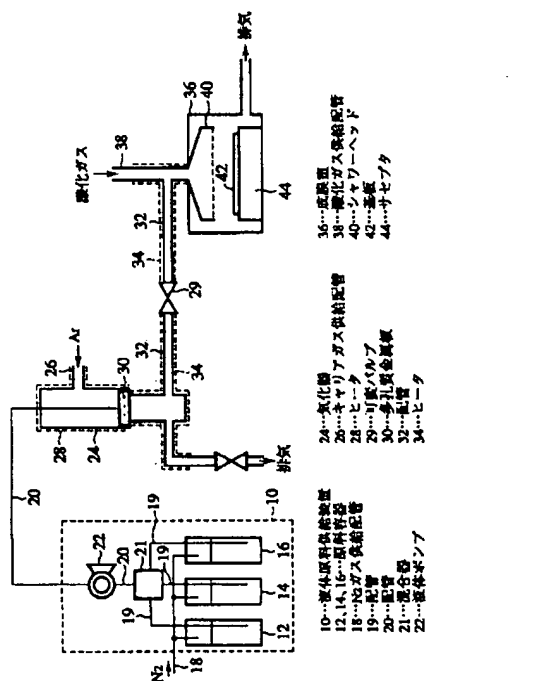 酸化ガス
38
36
40
42
44
排気
32
34
29
32
34
Ar
26
30
28
24
排気
20
22
20
21
19
19
19
10
16
14
12
N₂
18
10…液体原料供給装置
12、14、16…原料容器
18…N₂ガス供給配管
19…配管
20…配管
21…混合器
22…液体ポンプ
24…気化器
26…キャリアガス供給配管
28…ヒータ
29…可変バルブ
30…多孔質金属板
32…配管
34…ヒータ
36…成膜室
38…酸化ガス供給配管
40…シャワーヘッド
42…基板
44…サセプタ